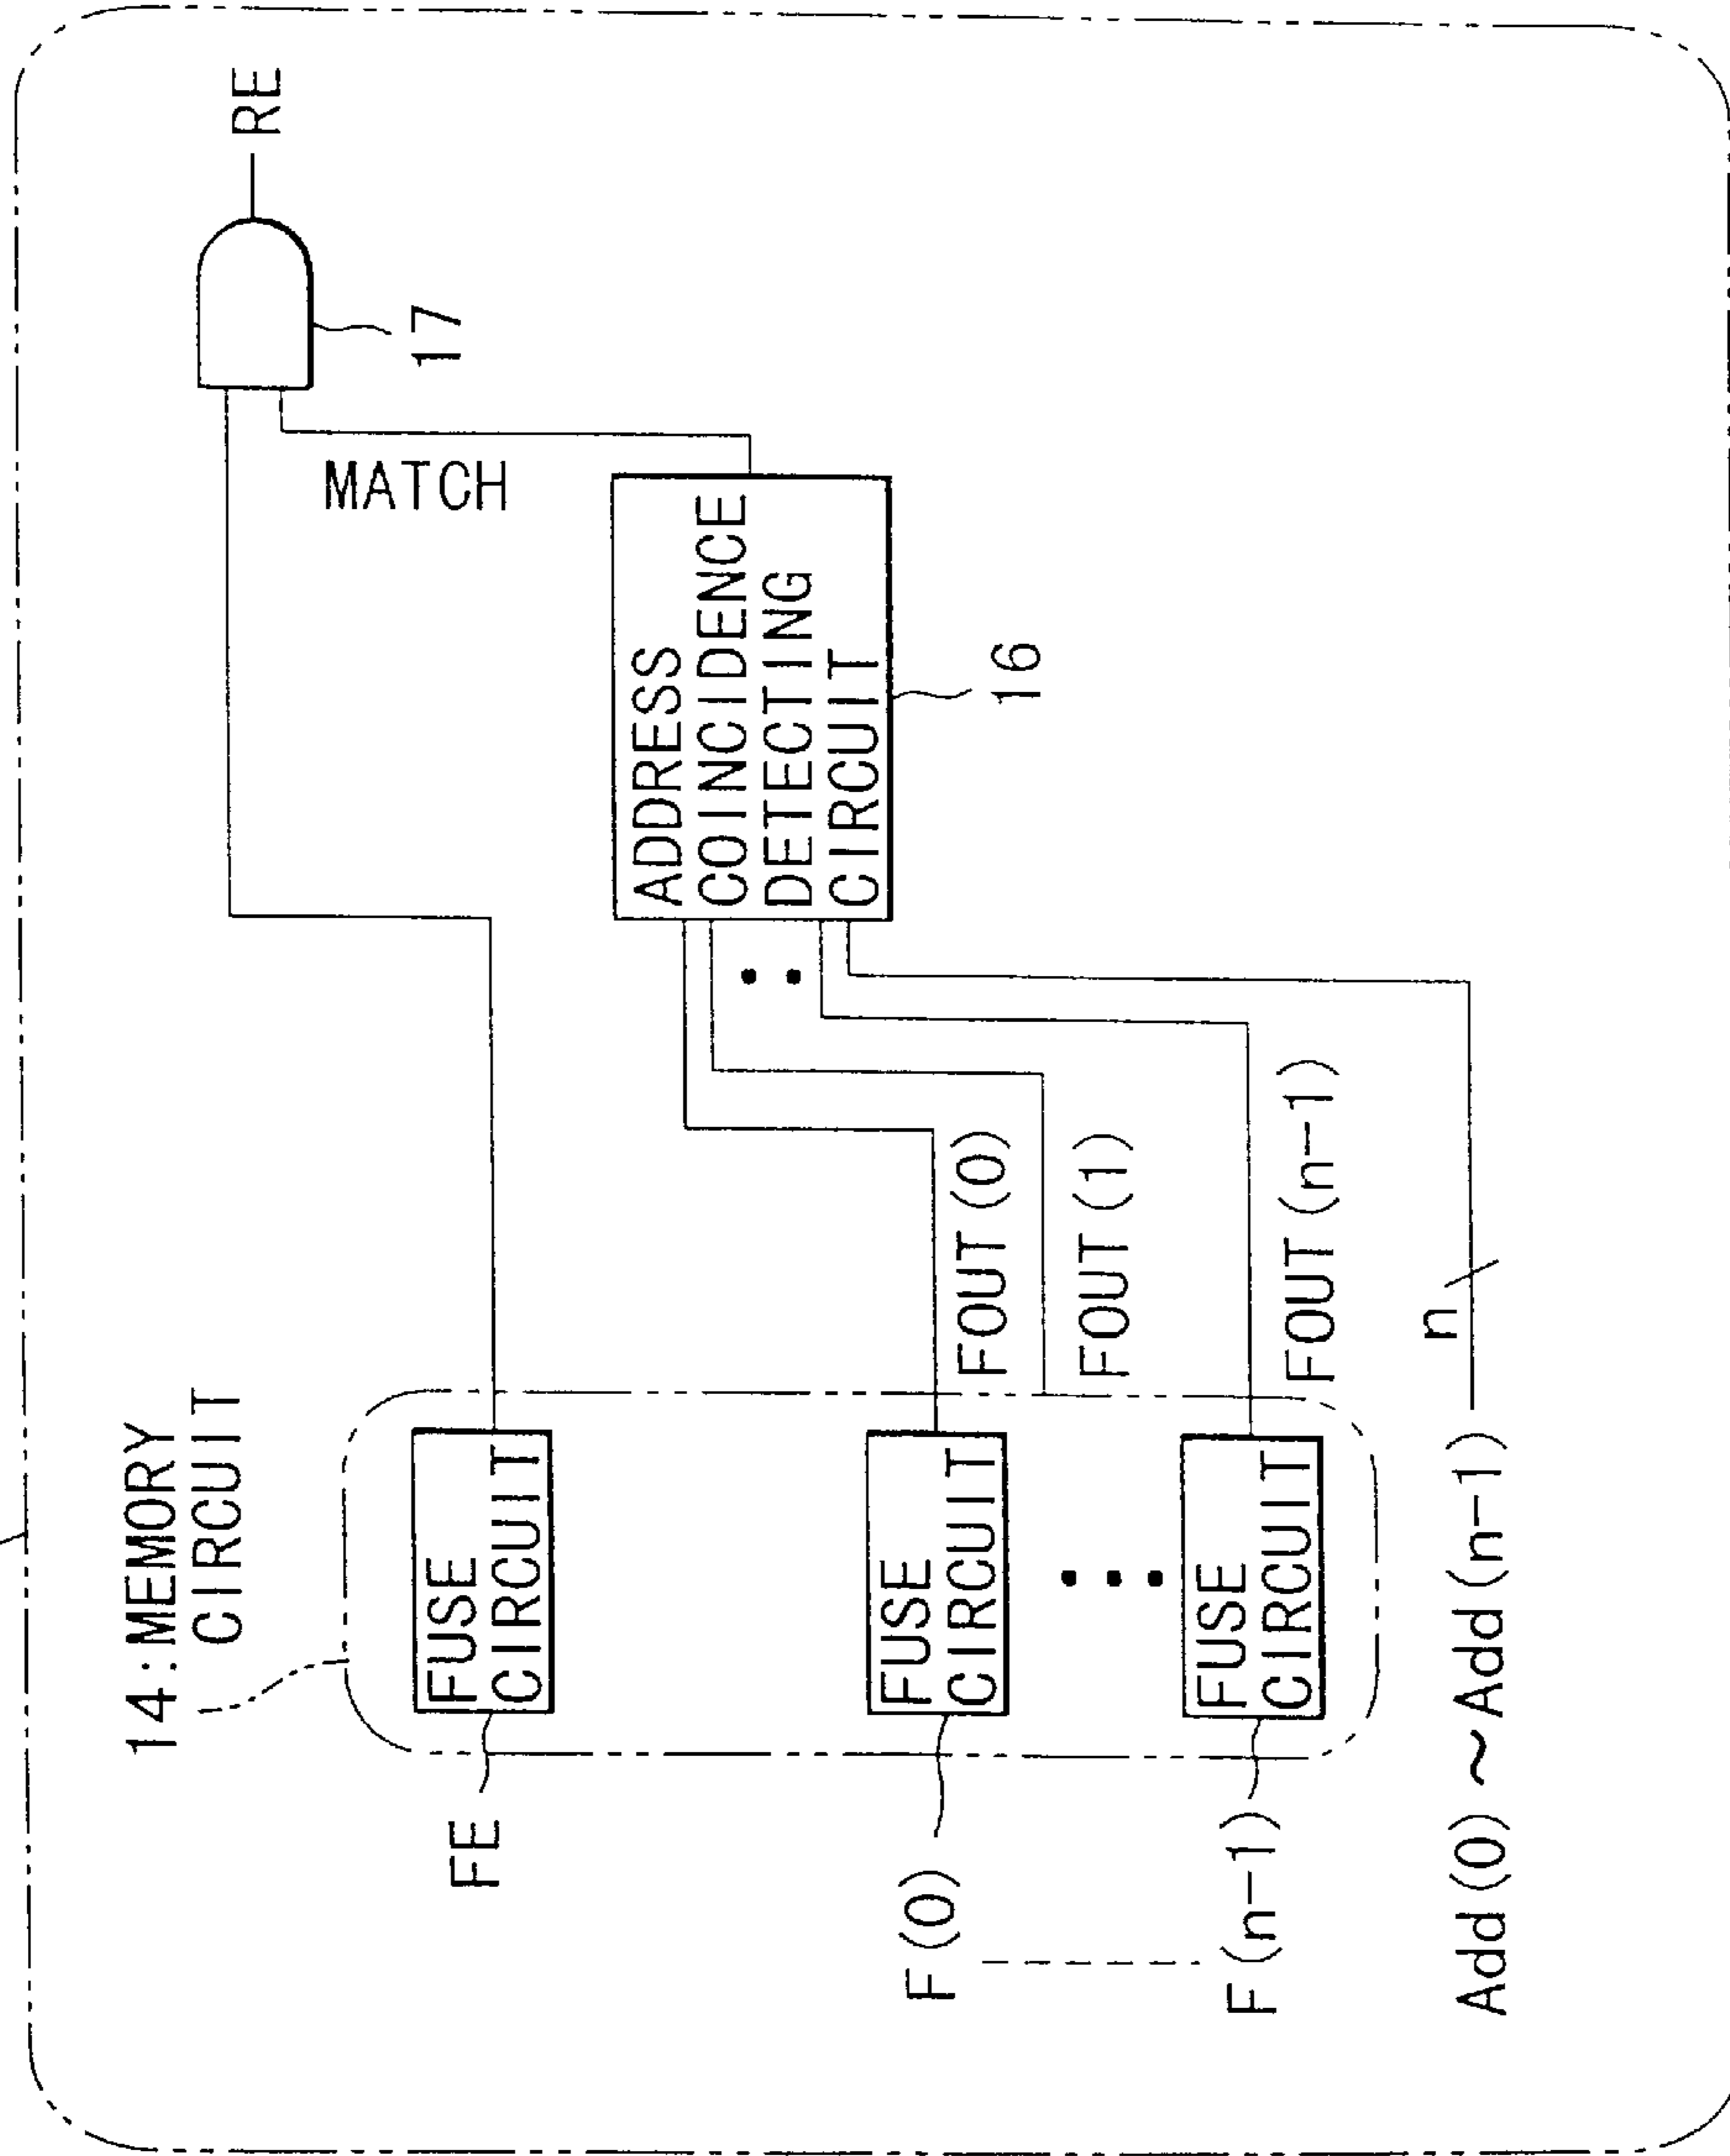 14:MEMORY
CIRCUIT
RE
17
FE
FUSE
CIRCUIT
MATCH
ADDRESS
COINCIDENCE
DETECTING
CIRCUIT
16
F(0)
FUSE
CIRCUIT
FOUT(0)
FOUT(1)
F(n-1)
FUSE
CIRCUIT
FOUT(n-1)
Add(0)~Add(n-1)
n